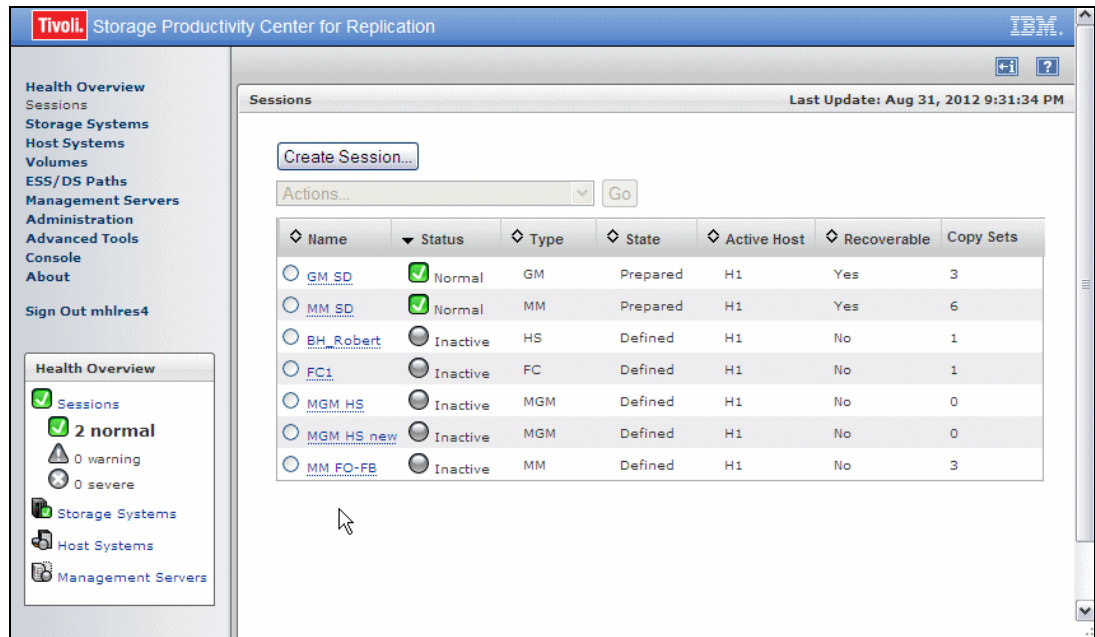 Tivoli. Storage Productivity Center for Replication
IBM.
Health Overview
Sessions
Storage Systems
Host Systems
Volumes
ESS/DS Paths
Management Servers
Administration
Advanced Tools
Console
About
Sign Out mhlres4
Health Overview
Sessions
2 normal
0 warning
0 severe
Storage Systems
Host Systems
Management Servers
i ?
Sessions Last Update: Aug 31, 2012 9:31:34 PM
Create Session...
Actions... Go
Name Status Type State Active Host Recoverable Copy Sets
GM SD Normal GM Prepared H1 Yes 3
MM SD Normal MM Prepared H1 Yes 6
BH_Robert Inactive HS Defined H1 No 1
FC1 Inactive FC Defined H1 No 1
MGM HS Inactive MGM Defined H1 No 0
MGM HS new Inactive MGM Defined H1 No 0
MM FO-FB Inactive MM Defined H1 No 3